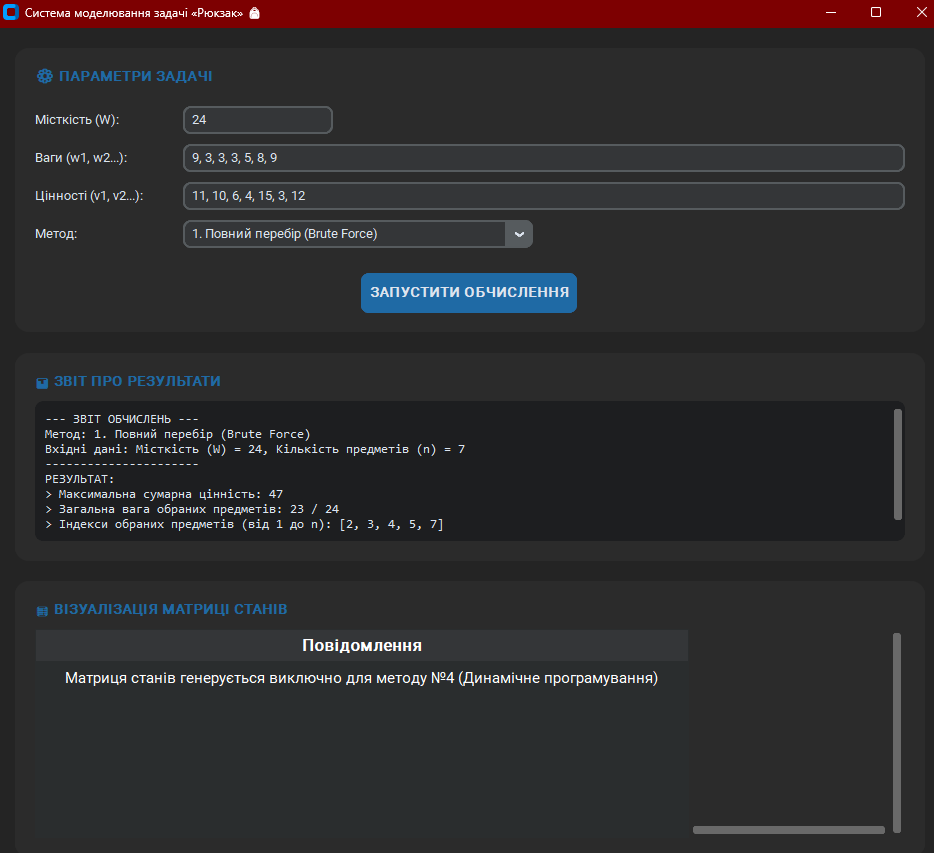 Система моделювання задачі «Рюкзак»
ПАРАМЕТРИ ЗАДАЧІ
Місткість (W): 24
Ваги (w1, w2...): 9, 3, 3, 3, 5, 8, 9
Цінності (v1, v2...): 11, 10, 6, 4, 15, 3, 12
Метод: 1. Повний перебір (Brute Force)
ЗАПУСТИТИ ОБЧИСЛЕННЯ
ЗВІТ ПРО РЕЗУЛЬТАТИ
--- ЗВІТ ОБЧИСЛЕНЬ ---
Метод: 1. Повний перебір (Brute Force)
Вхідні дані: Місткість (W) = 24, Кількість предметів (n) = 7
----------------------
РЕЗУЛЬТАТ:
> Максимальна сумарна цінність: 47
> Загальна вага обраних предметів: 23 / 24
> Індекси обраних предметів (від 1 до n): [2, 3, 4, 5, 7]
ВІЗУАЛІЗАЦІЯ МАТРИЦІ СТАНІВ
Повідомлення
Матриця станів генерується виключно для методу №4 (Динамічне програмування)